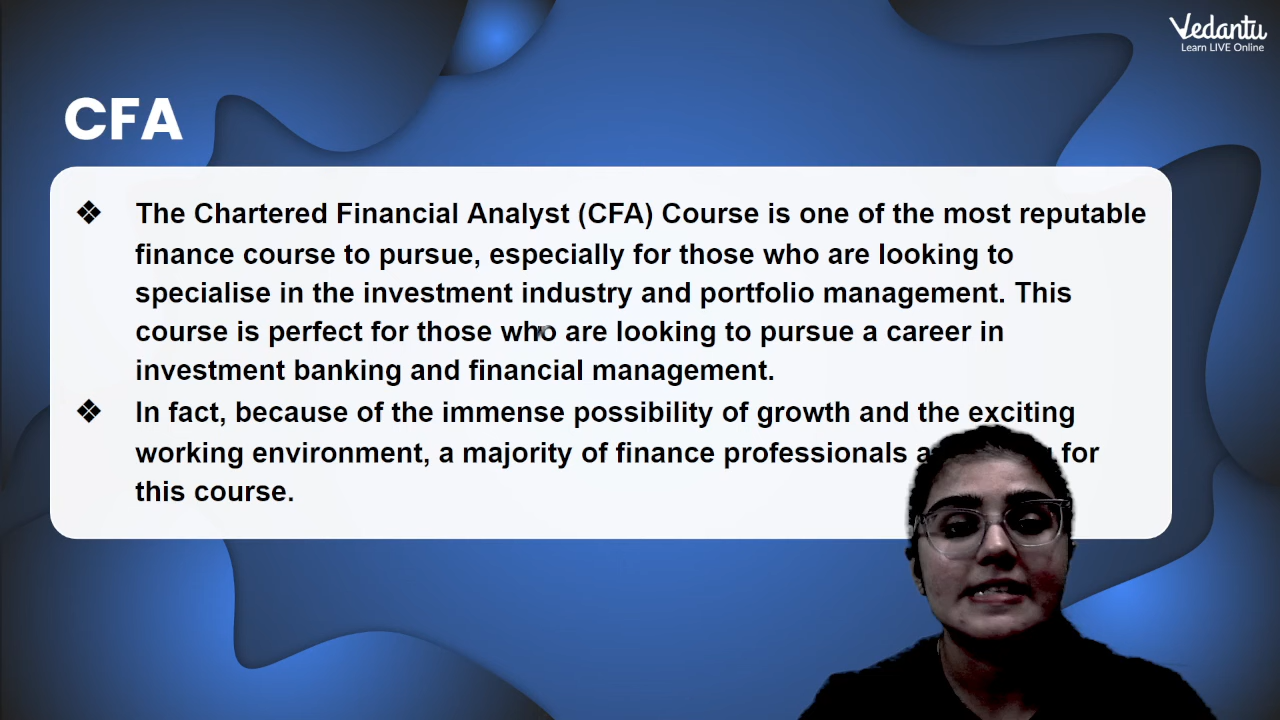 Vedantu
Learn LIVE Online
CFA
❖ The Chartered Financial Analyst (CFA) Course is one of the most reputable
finance course to pursue, especially for those who are looking to
specialise in the investment industry and portfolio management. This
course is perfect for those who are looking to pursue a career in
investment banking and financial management.
❖ In fact, because of the immense possibility of growth and the exciting
working environment, a majority of finance professionals for
this course.